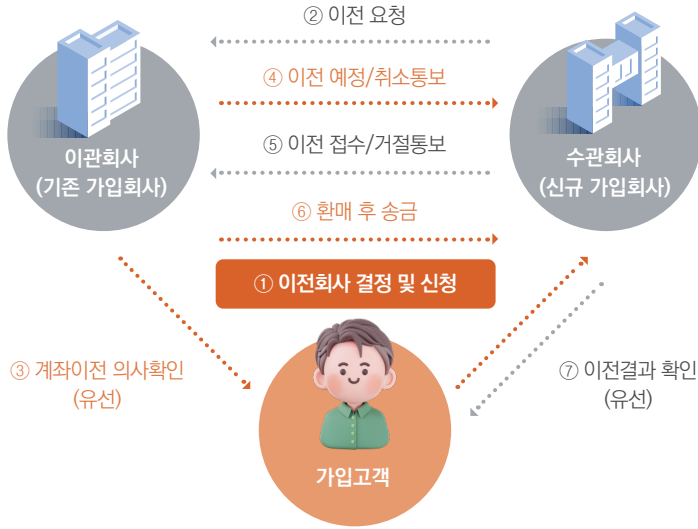 ② 이전 요청
④ 이전 예정/취소통보
이관회사
(기존 가입회사)
⑤ 이전 접수/거절통보
수관회사
(신규 가입회사)
⑥ 환매 후 송금
① 이전회사 결정 및 신청
③ 계좌이전 의사확인
(유선)
⑦ 이전결과 확인
(유선)
가입고객